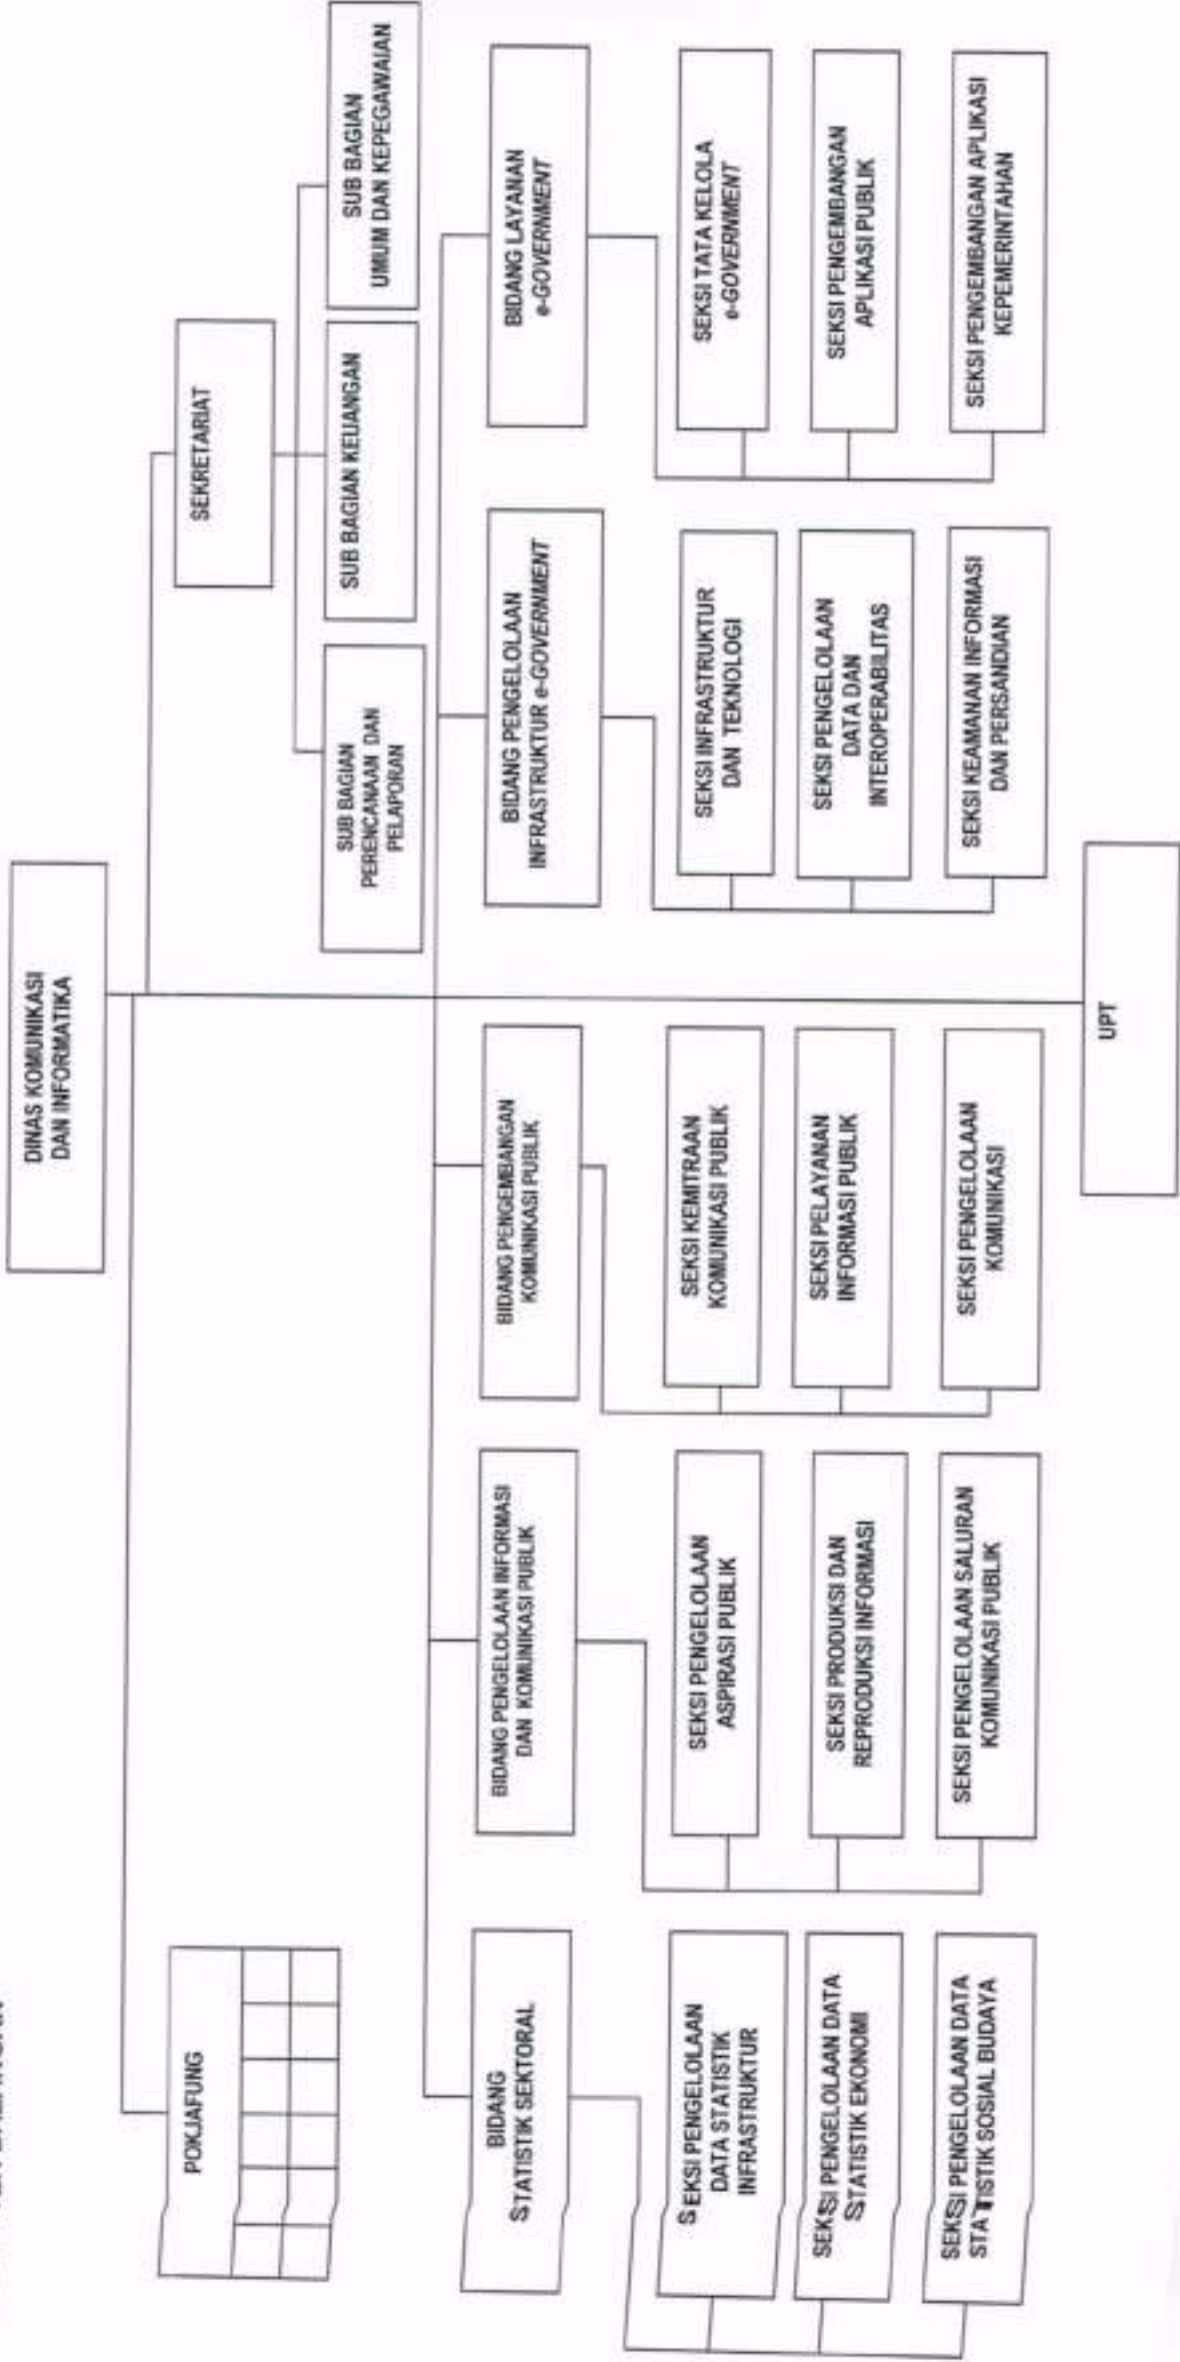 DINAS KOMUNIKASI
DAN INFORMATIKA
POKJAFUNG
SEKRETARIAT
SUB BAGIAN
PERENCANAAN DAN
PELAPORAN
SUB BAGIAN KEUANGAN
SUB BAGIAN
UMUM DAN KEPEGAWAIAN
BIDANG
STATISTIK SEKTORAL
BIDANG PENGELOLAAN INFORMASI
DAN KOMUNIKASI PUBLIK
BIDANG PENGEMBANGAN
KOMUNIKASI PUBLIK
BIDANG PENGELOLAAN
INFRASTRUKTUR e-GOVERNMENT
BIDANG LAYANAN
e-GOVERNMENT
SEKSI PENGELOLAAN
DATA STATISTIK
INFRASTRUKTUR
SEKSI PENGELOLAAN DATA
STATISTIK EKONOMI
SEKSI PENGELOLAAN DATA
STATISTIK SOSIAL BUDAYA
SEKSI PENGELOLAAN
ASPIRASI PUBLIK
SEKSI PRODUKSI DAN
REPRODUKSI INFORMASI
SEKSI PENGELOLAAN SALURAN
KOMUNIKASI PUBLIK
SEKSI KEMITRAAN
KOMUNIKASI PUBLIK
SEKSI PELAYANAN
INFORMASI PUBLIK
SEKSI PENGELOLAAN
KOMUNIKASI
SEKSI INFRASTRUKTUR
DAN TEKNOLOGI
SEKSI PENGELOLAAN
DATA DAN
INTEROPERABILITAS
SEKSI KEAMANAN INFORMASI
DAN PERSANDIAN
SEKSI TATA KELOLA
e-GOVERNMENT
SEKSI PENGEMBANGAN
APLIKASI PUBLIK
SEKSI PENGEMBANGAN APLIKASI
KEPEMERINTAHAN
UPT